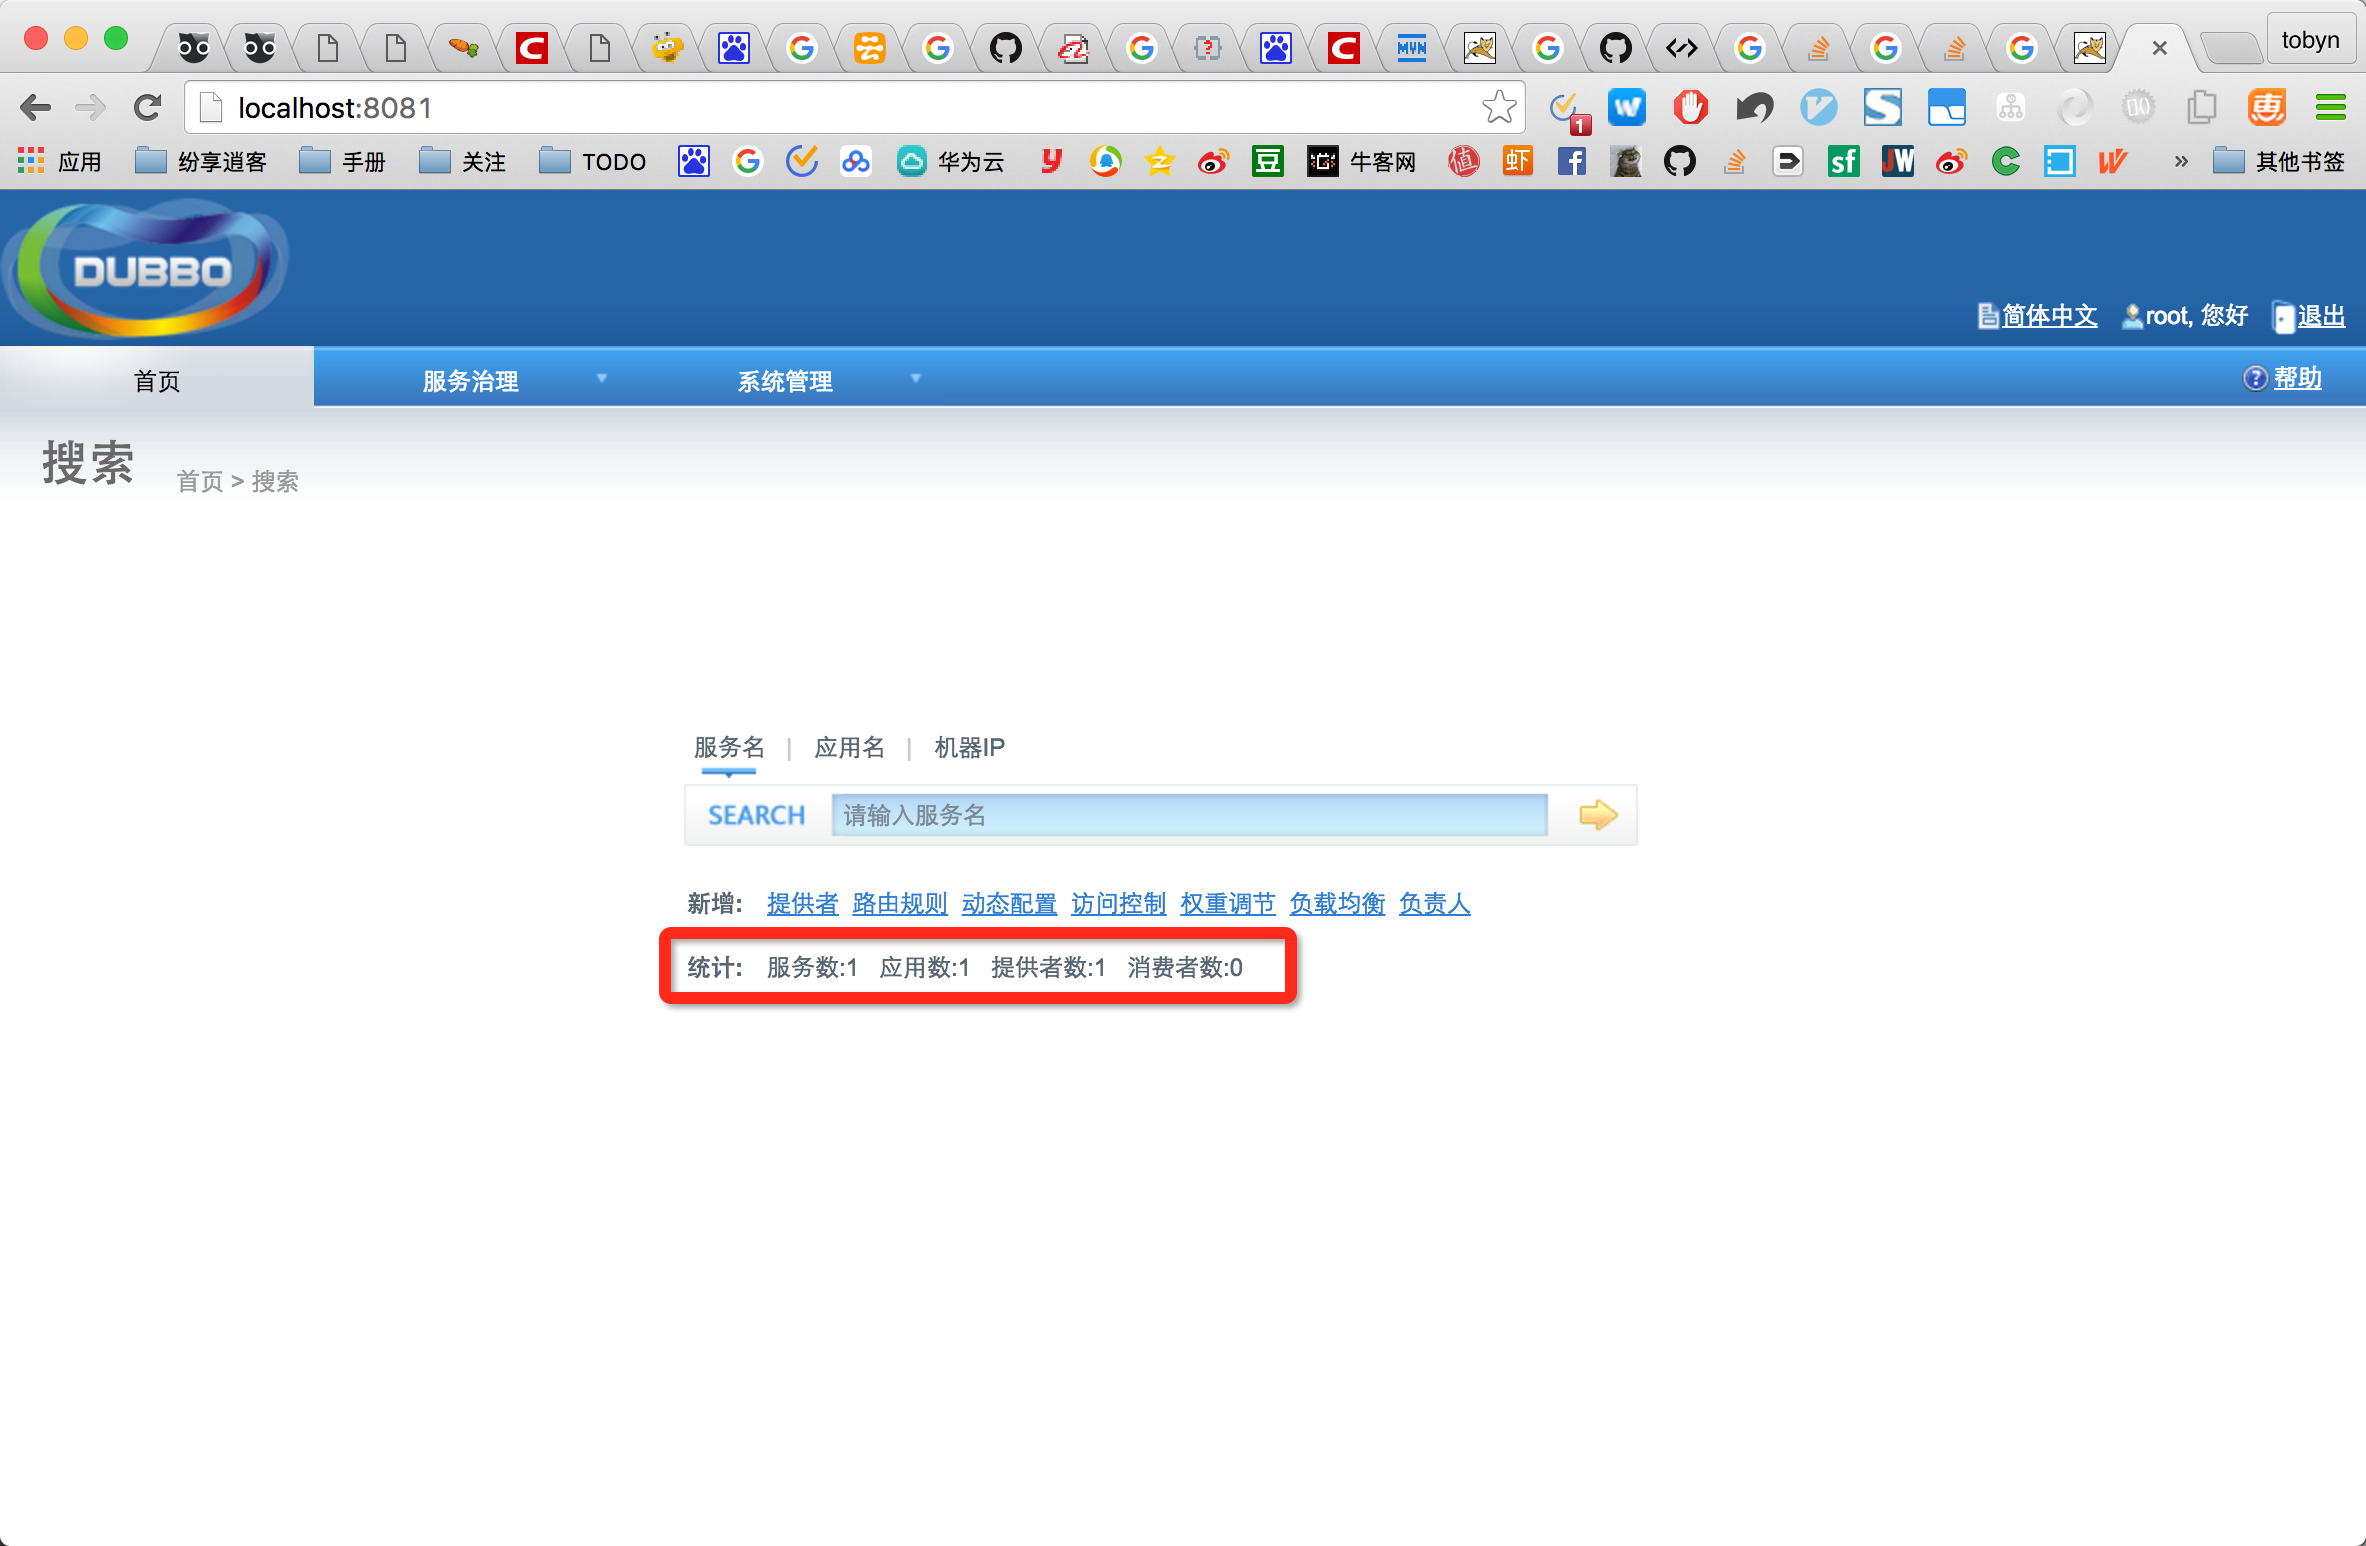 tobyn
localhost:8081
1
应用 纷享逍客 手册 关注 TODO 华为云 牛客网 值 虾 sf JW » 其他书签
DUBBO
简体中文 root, 您好 退出
首页 服务治理 系统管理 帮助
搜索 首页 > 搜索
服务名 | 应用名 | 机器IP
SEARCH 请输入服务名
新增: 提供者 路由规则 动态配置 访问控制 权重调节 负载均衡 负责人
统计: 服务数:1 应用数:1 提供者数:1 消费者数:0